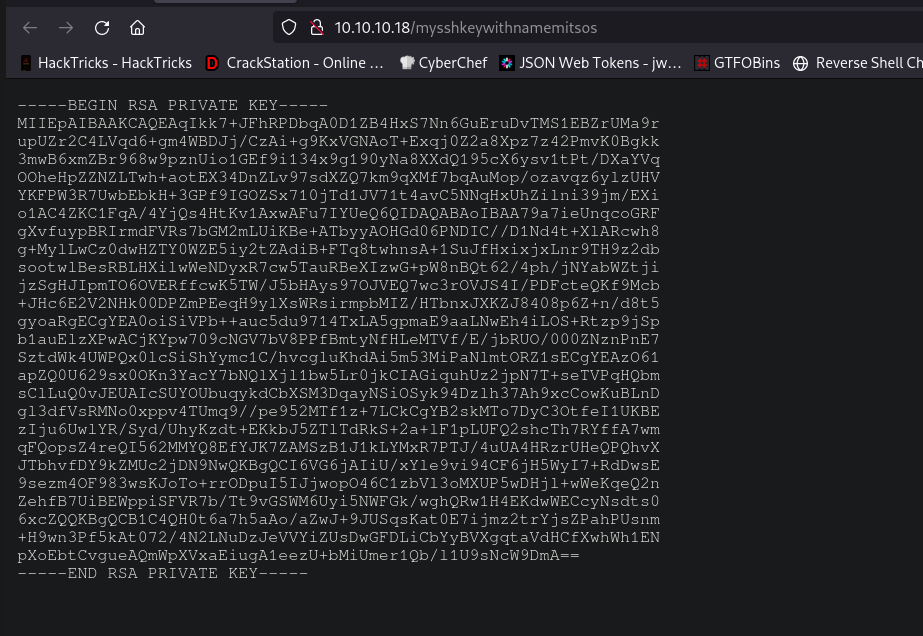 10.10.10.18/mysshkeywithnamemitsos
HackTricks - HackTricks CrackStation - Online ... CyberChef JSON Web Tokens - jw... GTFOBins Reverse Shell Ch
-----BEGIN RSA PRIVATE KEY-----
MIIEpAIBAAKCAQEAqIkk7+JFhRPDbqA0D1ZB4HxS7Nn6GuEruDvTMS1EBZrUMa9r
upUZr2C4LVqd6+gm4WBDJj/CzAi+g9KxVGNAoT+Exqj0Z2a8Xpz7z42PmvK0Bgkk
3mwB6xmZBr968w9pznUio1GEf9i134x9g190yNa8XXdQ195cX6ysv1tPt/DXaYVq
OOheHpZZNZLTwh+aotEX34DnZLv97sdXZQ7km9qXMf7bqAuMop/ozavqz6ylzUHV
YKFPW3R7UwbEbkH+3GPf9IGOZSx710jTd1JV71t4avC5NNqHxUhZilni39jm/EXi
o1AC4ZKC1FqA/4YjQs4HtKv1AxwAFu7IYUeQ6QIDAQABAoIBAA79a7ieUnqcoGRF
gXvfuypBRIrmdFVRs7bGM2mLUiKBe+ATbyyAOHGd06PNDIC//D1Nd4t+XlARcwh8
g+MylLwCz0dwHZTY0WZE5iy2tZAdiB+FTq8twhnsA+1SuJfHxixjxLnr9TH9z2db
sootwlBesRBLHXilwWeNDyxR7cw5TauRBeXIzwG+pW8nBQt62/4ph/jNYabWZtji
jzSgHJIpmTO6OVERffcwK5TW/J5bHAys97OJVEQ7wc3rOVJS4I/PDFcteQKf9Mcb
+JHc6E2V2NHk00DPZmPEeqH9ylXsWRsirmpbMIZ/HTbnxJXKZJ8408p6Z+n/d8t5
gyoaRgECgYEA0oiSiVPb++auc5du9714TxLA5gpmaE9aaLNwEh4iLOS+Rtzp9jSp
b1auElzXPwACjKYpw709cNGV7bV8PPfBmtyNfHLeMTVf/E/jbRUO/000ZNznPnE7
SztdWk4UWPQx0lcSiShYymc1C/hvcgluKhdAi5m53MiPaNlmtORZ1sECgYEAzO61
apZQ0U629sx0OKn3YacY7bNQlXjl1bw5Lr0jkCIAGiquhUz2jpN7T+seTVPqHQbm
sClLuQ0vJEUAIcSUYOUbuqykdCbXSM3DqayNSiOSyk94Dzlh37Ah9xcCowKuBLnD
gl3dfVsRMNo0xppv4TUmq9//pe952MTf1z+7LCkCgYB2skMTo7DyC3OtfeI1UKBE
zIju6UwlYR/Syd/UhyKzdt+EKkbJ5ZTlTdRkS+2a+lF1pLUFQ2shcTh7RYffA7wm
qFQopsZ4reQI562MMYQ8EfYJK7ZAMSzB1J1kLYMxR7PTJ/4uUA4HRzrUHeQPQhvX
JTbhvfDY9kZMUc2jDN9NwQKBgQCI6VG6jAIiU/xYle9vi94CF6jH5WyI7+RdDwsE
9sezm4OF983wsKJoTo+rrODpuI5IJjwopO46C1zbVl3oMXUP5wDHjl+wWeKqeQ2n
ZehfB7UiBEWppiSFVR7b/Tt9vGSWM6Uyi5NWFGk/wghQRw1H4EKdwWECcyNsdts0
6xcZQQKBgQCB1C4QH0t6a7h5aAo/aZwJ+9JUSqsKat0E7ijmz2trYjsZPahPUsnm
+H9wn3Pf5kAt072/4N2LNuDzJeVVYiZUsDwGFDLiCbYyBVXgqtaVdHCfXwhWh1EN
pXoEbtCvgueAQmWpXVxaEiugA1eezU+bMiUmer1Qb/l1U9sNcW9DmA==
-----END RSA PRIVATE KEY-----